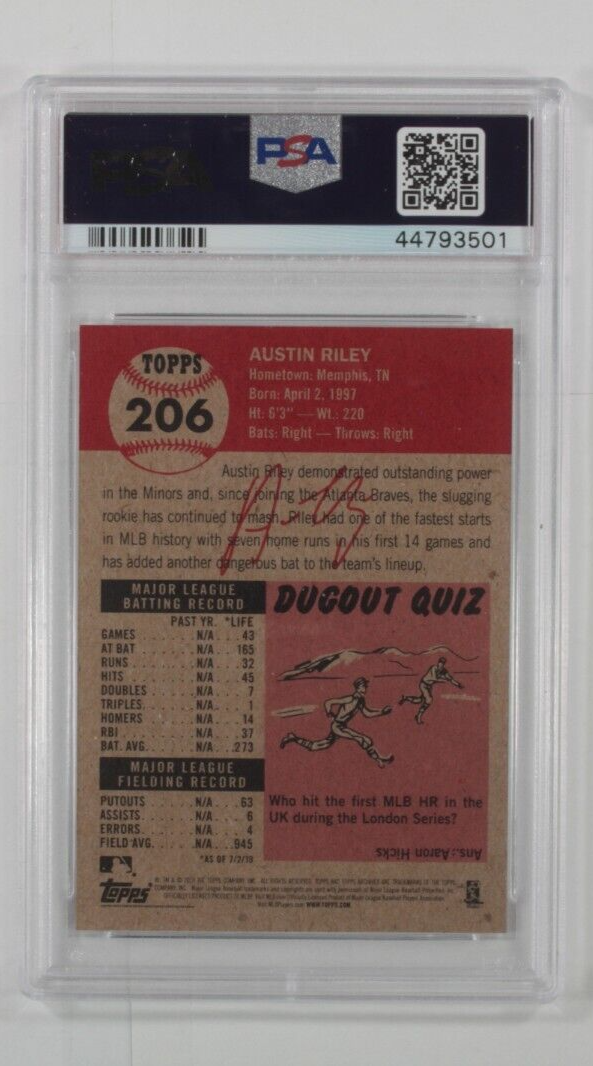 PSA
PSA
44793501
TOPPS
206
AUSTIN RILEY
Hometown: Memphis, TN
Born: April 2, 1997
Ht: 6'3" — Wt.: 220
Bats: Right — Throws: Right
Austin Riley demonstrated outstanding power
in the Minors and, since joining the Atlanta Braves, the slugging
rookie has continued to mash. Riley had one of the fastest starts
in MLB history with seven home runs in his first 14 games and
has added another dangerous bat to the team's lineup.
MAJOR LEAGUE
BATTING RECORD
PAST YR. *LIFE
GAMES N/A 43
AT BAT N/A 165
RUNS N/A 32
HITS N/A 45
DOUBLES N/A 7
TRIPLES N/A 1
HOMERS N/A 14
RBI N/A 37
BAT. AVG. N/A .273
MAJOR LEAGUE
FIELDING RECORD
PUTOUTS N/A 63
ASSISTS N/A 6
ERRORS N/A 4
FIELD AVG. N/A .945
*AS OF 7/2/19
DUGOUT QUIZ
Who hit the first MLB HR in the
UK during the London Series?
Ans.: Aaron Hicks
Topps
WWW.TOPPS.COM